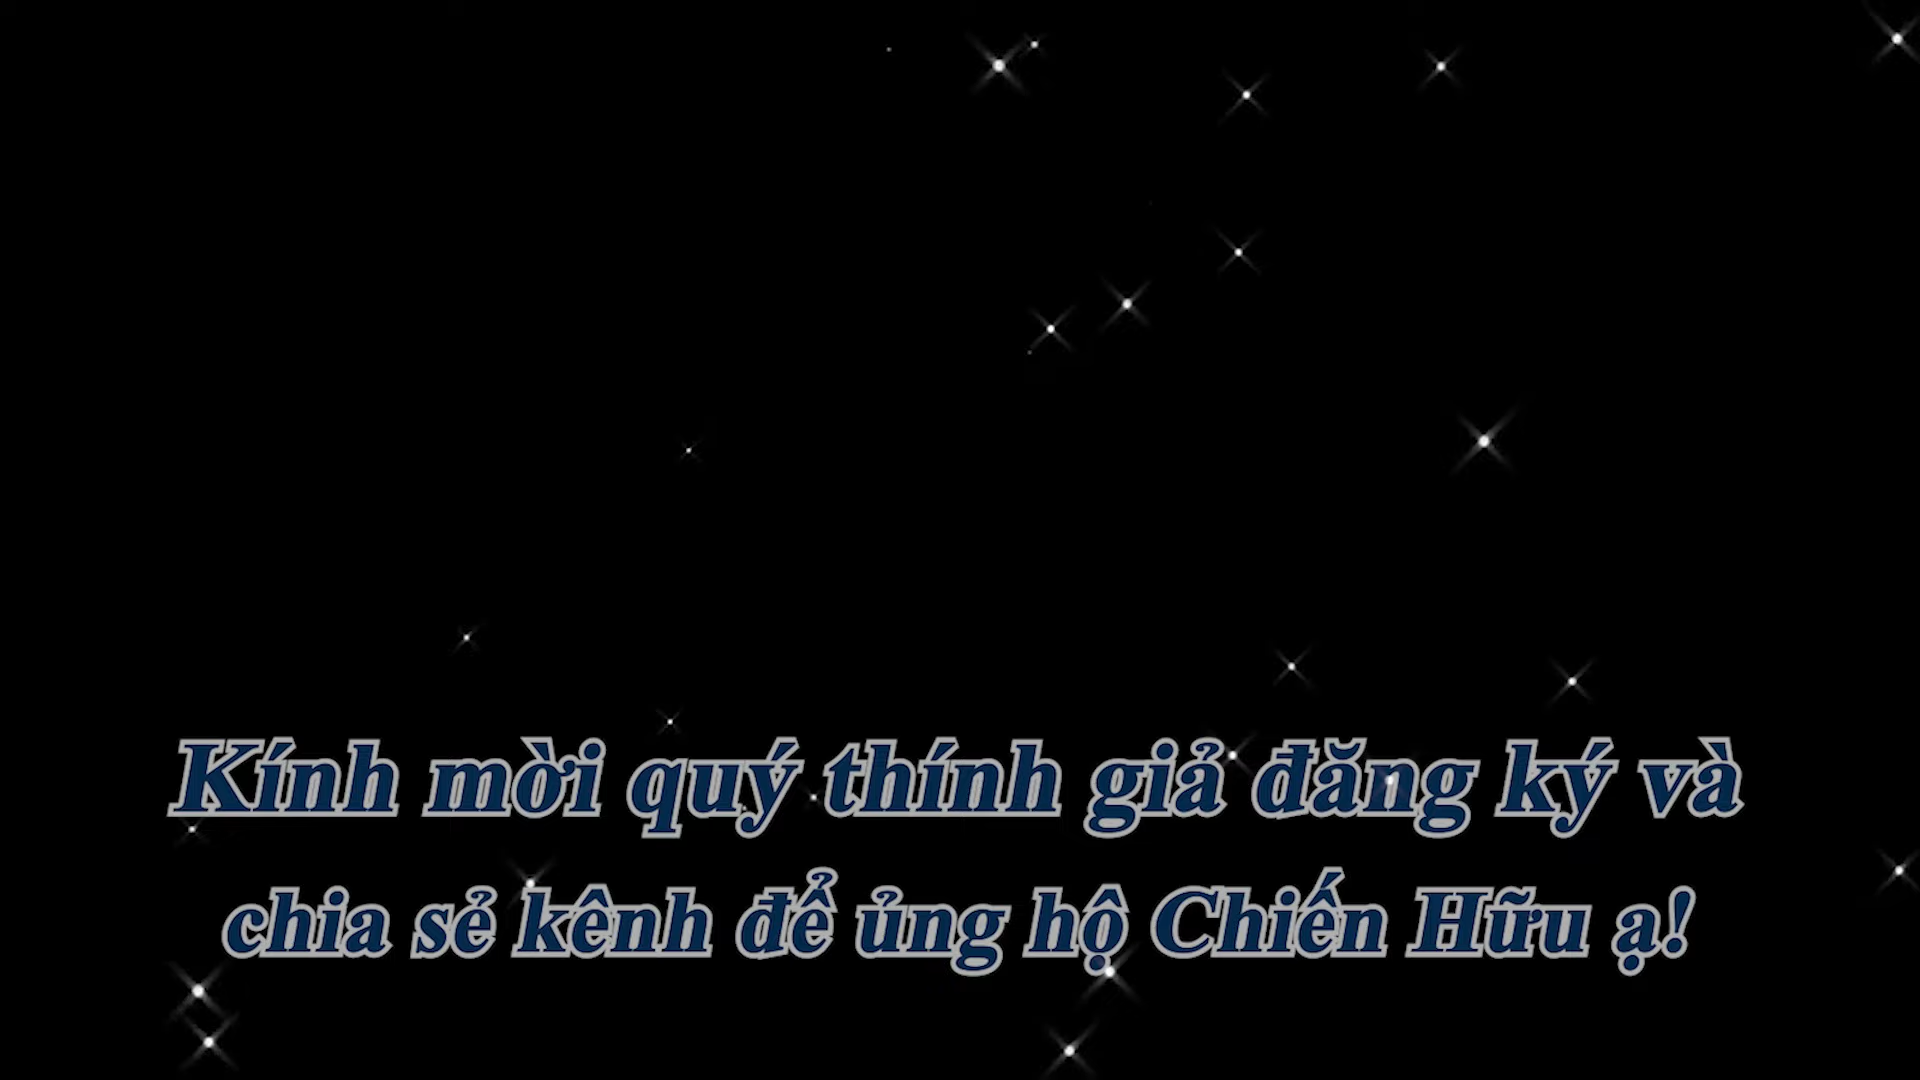 Kính mời quý thính giả đăng ký và
chia sẻ kênh để ủng hộ Chiến Hữu ạ!